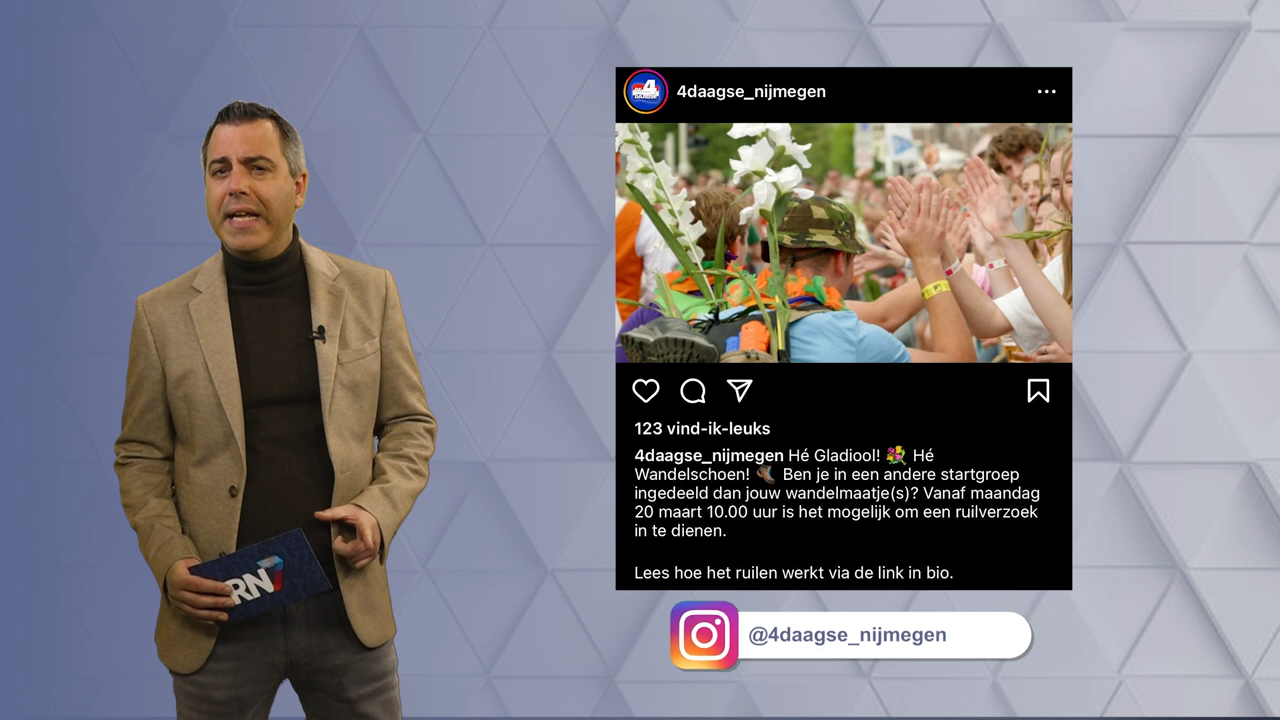 4daagse_nijmegen
123 vind-ik-leuks
4daagse_nijmegen Hé Gladiool! 💐 Hé
Wandelschoen! 🥾 Ben je in een andere startgroep
ingedeeld dan jouw wandelmaatje(s)? Vanaf maandag
20 maart 10.00 uur is het mogelijk om een ruilverzoek
in te dienen.
Lees hoe het ruilen werkt via de link in bio.
@4daagse_nijmegen
RN7